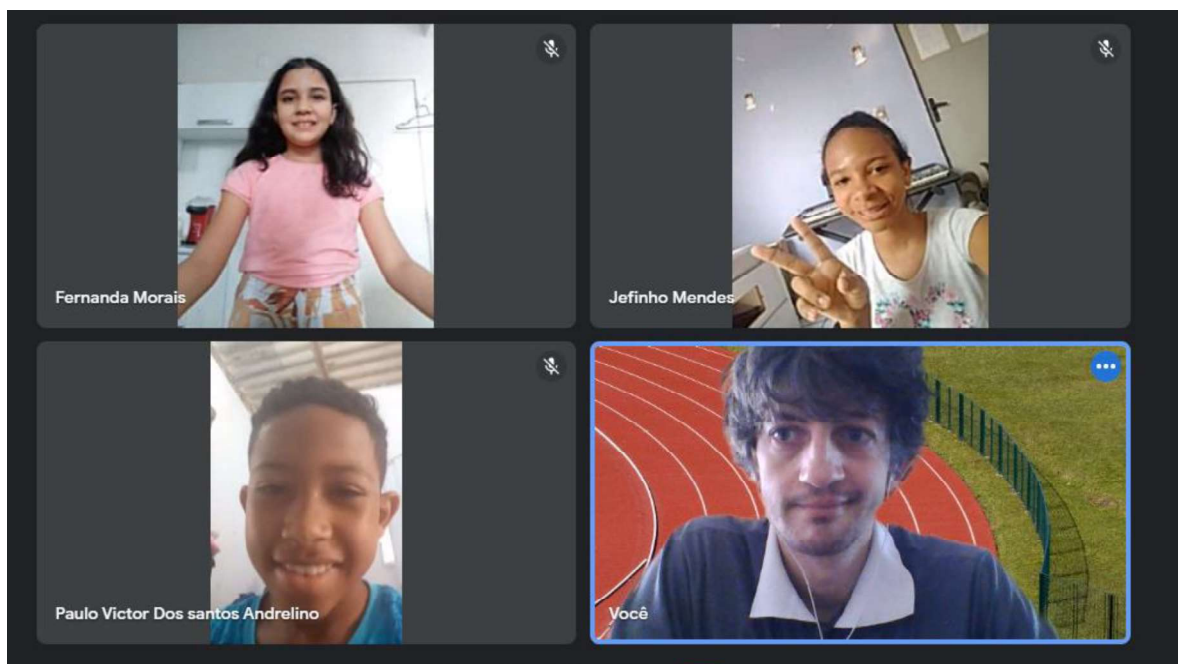 Fernanda Morais
Jefinho Mendes
Paulo Victor Dos santos Andrelino
Você